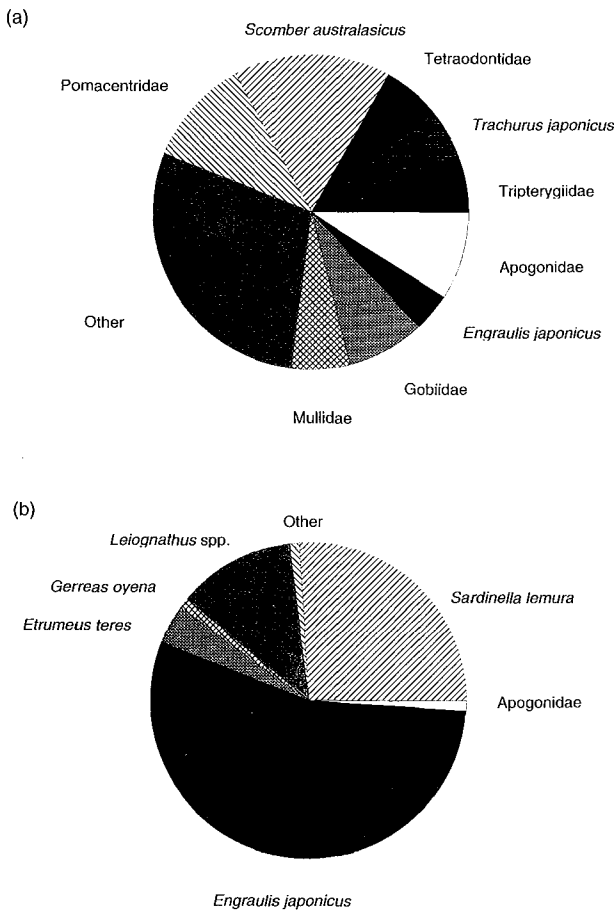 (a)
Scomber australasicus
Tetraodontidae
Pomacentridae
Trachurus japonicus
Tripterygiidae
Apogonidae
Other
Engraulis japonicus
Gobiidae
Mullidae
(b)
Other
Leiognathus spp.
Gerreas oyena
Sardinella lemura
Etrumeus teres
Apogonidae
Engraulis japonicus